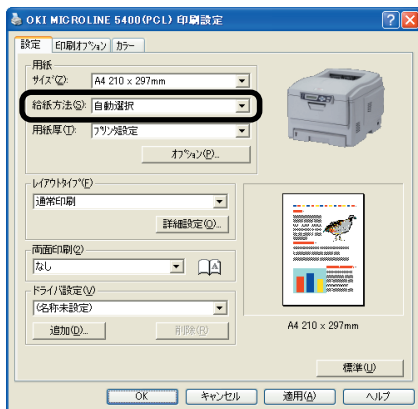 OKI MICROLINE 5400(PCL) 印刷設定
設定 印刷ｵﾌﾟｼｮﾝ ｶﾗｰ
用紙
ｻｲｽﾞ(Z): A4 210 x 297mm
給紙方法(S): 自動選択
用紙厚(T): ﾌﾟﾘﾝﾀ設定
ｵﾌﾟｼｮﾝ(P)...
ﾚｲｱｳﾄﾀｲﾌﾟ(F)
通常印刷
詳細設定(O)...
両面印刷(2)
なし
ﾄﾞﾗｲﾊﾞ設定(V)
(名称未設定)
追加(D)... 削除(R)
A4 210 x 297mm
標準(U)
OK キャンセル 適用(A) ヘルプ